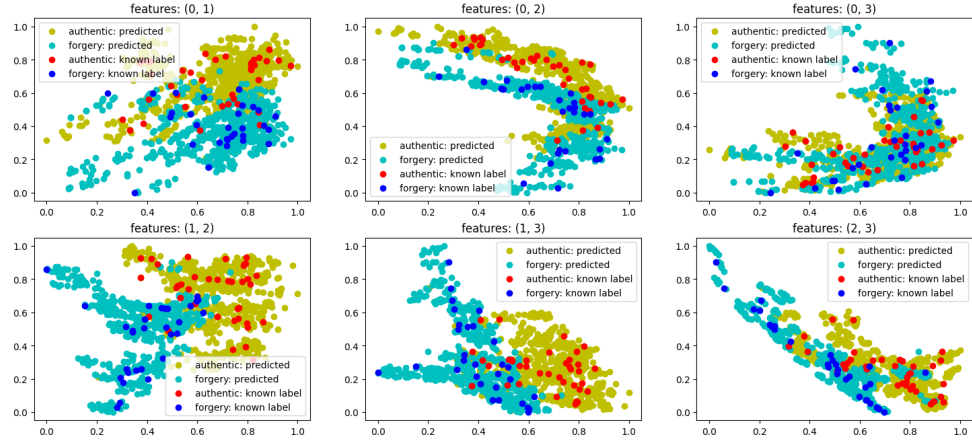 features: (0, 1)
features: (0, 2)
features: (0, 3)
1.0
0.8
0.6
0.4
0.2
0.0
authentic: predicted
forgery: predicted
authentic: known label
forgery: known label
0.0 0.2 0.4 0.6 0.8 1.0
1.0
0.8
0.6
0.4
0.2
0.0
authentic: predicted
forgery: predicted
authentic: known label
forgery: known label
0.0 0.2 0.4 0.6 0.8 1.0
1.0
0.8
0.6
0.4
0.2
0.0
authentic: predicted
forgery: predicted
authentic: known label
forgery: known label
0.0 0.2 0.4 0.6 0.8 1.0
features: (1, 2)
features: (1, 3)
features: (2, 3)
1.0
0.8
0.6
0.4
0.2
0.0
authentic: predicted
forgery: predicted
authentic: known label
forgery: known label
0.0 0.2 0.4 0.6 0.8 1.0
1.0
0.8
0.6
0.4
0.2
0.0
authentic: predicted
forgery: predicted
authentic: known label
forgery: known label
0.0 0.2 0.4 0.6 0.8 1.0
1.0
0.8
0.6
0.4
0.2
0.0
authentic: predicted
forgery: predicted
authentic: known label
forgery: known label
0.0 0.2 0.4 0.6 0.8 1.0